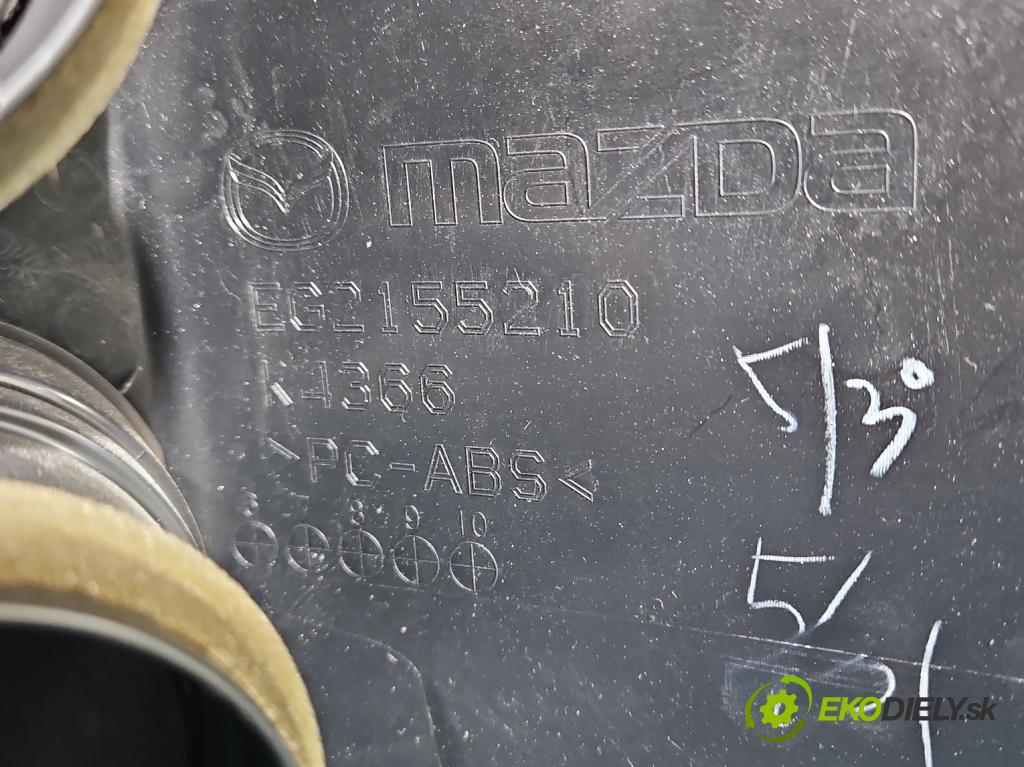 mazda
EG2155210
K4366
>PC-ABS<
6 7 8 9 10
5/30
5/
EKODIELY.sk